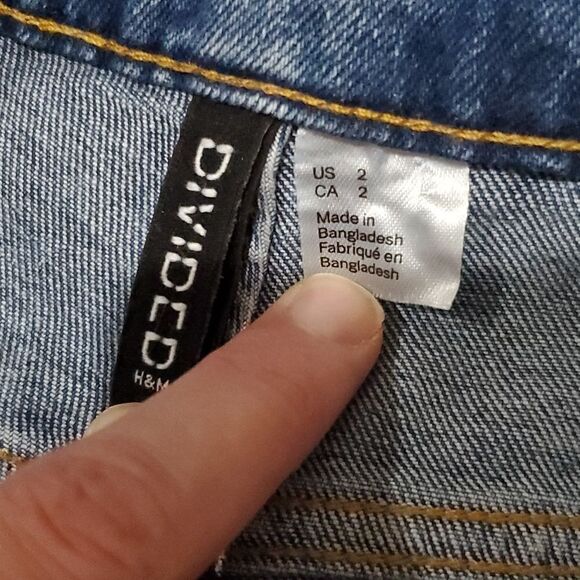 DIVIDED
H&M
US 2
CA 2
Made in
Bangladesh
Fabriqué en
Bangladesh